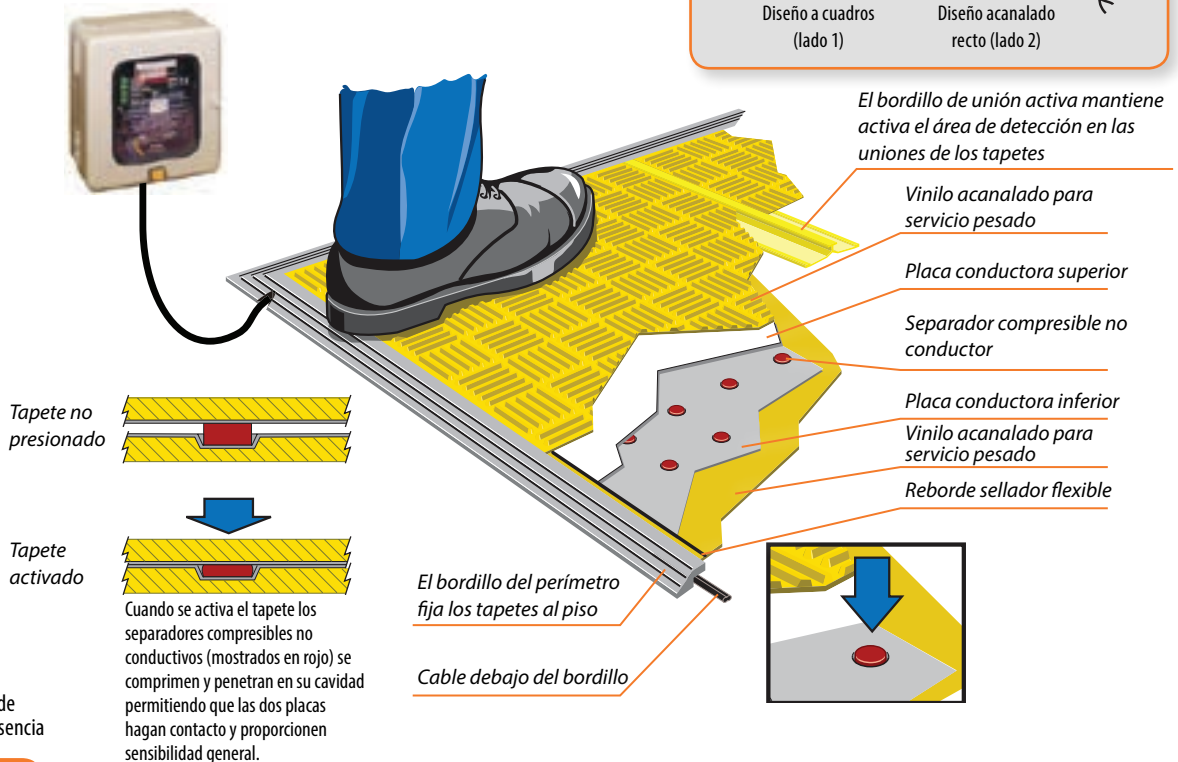 Diseño a cuadros
(lado 1)
Diseño acanalado
recto (lado 2)
El bordillo de unión activa mantiene
activa el área de detección en las
uniones de los tapetes
Vinilo acanalado para
servicio pesado
Placa conductora superior
Separador compresible no
conductor
Placa conductora inferior
Vinilo acanalado para
servicio pesado
Reborde sellador flexible
Tapete no
presionado
Tapete
activado
Cuando se activa el tapete los
separadores compresibles no
conductivos (mostrados en rojo) se
comprimen y penetran en su cavidad
permitiendo que las dos placas
hagan contacto y proporcionen
sensibilidad general.
El bordillo del perímetro
fija los tapetes al piso
Cable debajo del bordillo
de
sencia